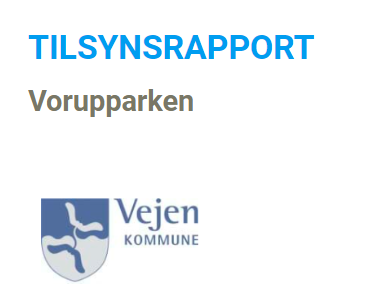 TILSYNSRAPPORT
Vorupparken
Vejen
KOMMUNE